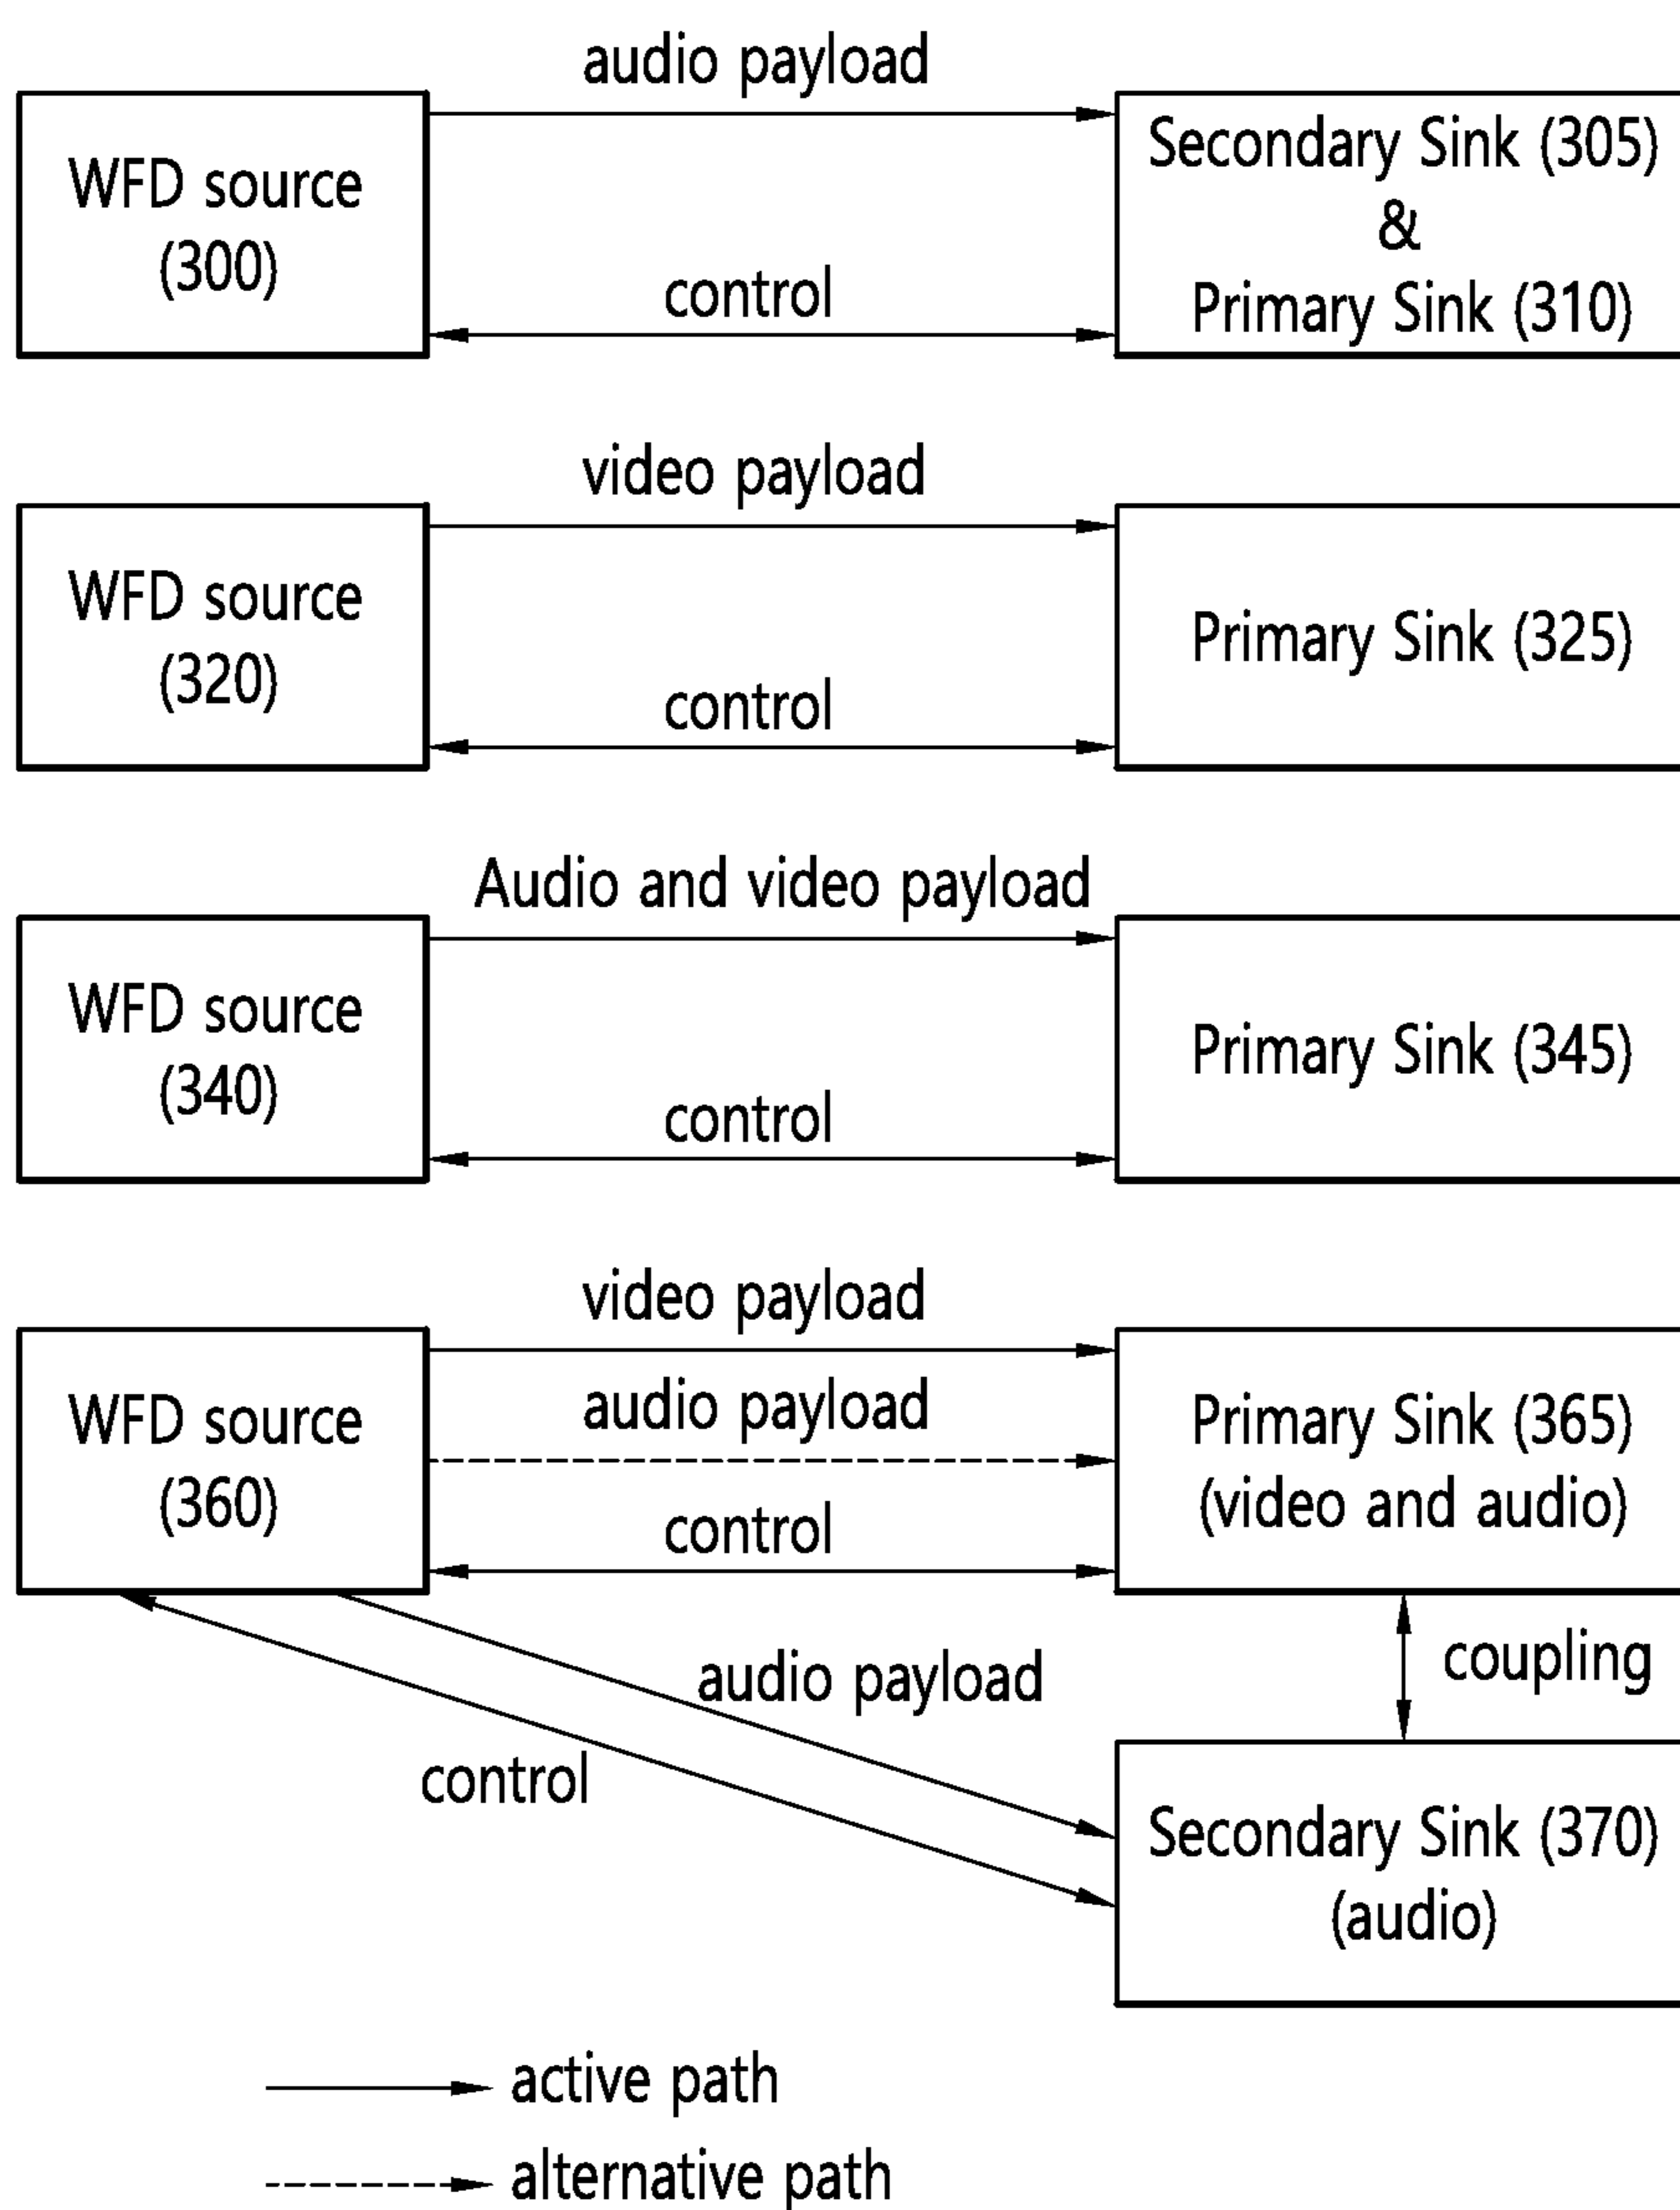 audio payload
WFD source
(300)
control
Secondary Sink (305)
&
Primary Sink (310)
video payload
WFD source
(320)
control
Primary Sink (325)
Audio and video payload
WFD source
(340)
control
Primary Sink (345)
video payload
WFD source
(360)
audio payload
control
Primary Sink (365)
(video and audio)
audio payload
coupling
control
Secondary Sink (370)
(audio)
active path
alternative path